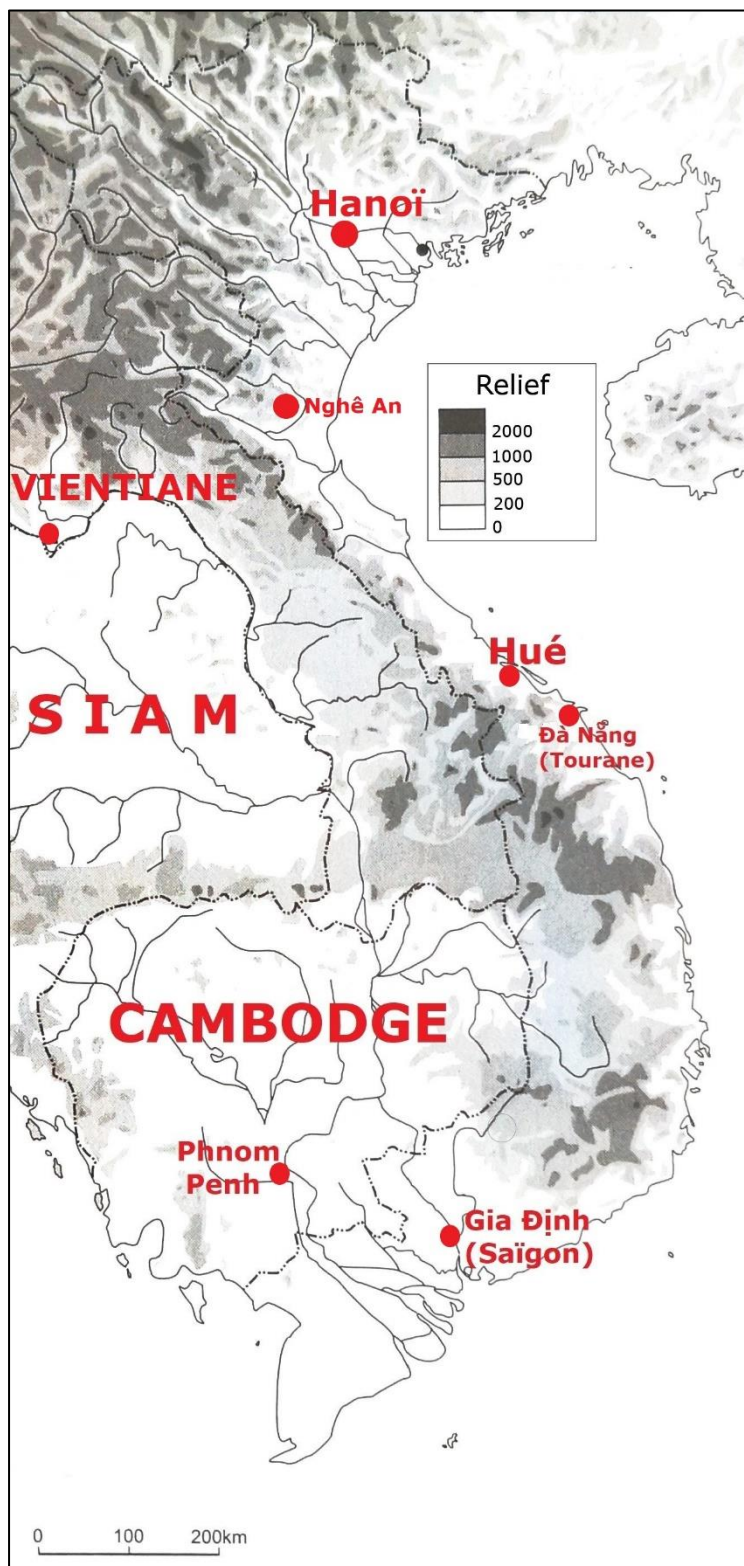 Hanoï
Relief
2000
1000
500
200
0
Nghê An
VIENTIANE
Hué
SIAM
Đà Nẵng
(Tourane)
CAMBODGE
Phnom
Penh
Gia Định
(Saïgon)
0 100 200km